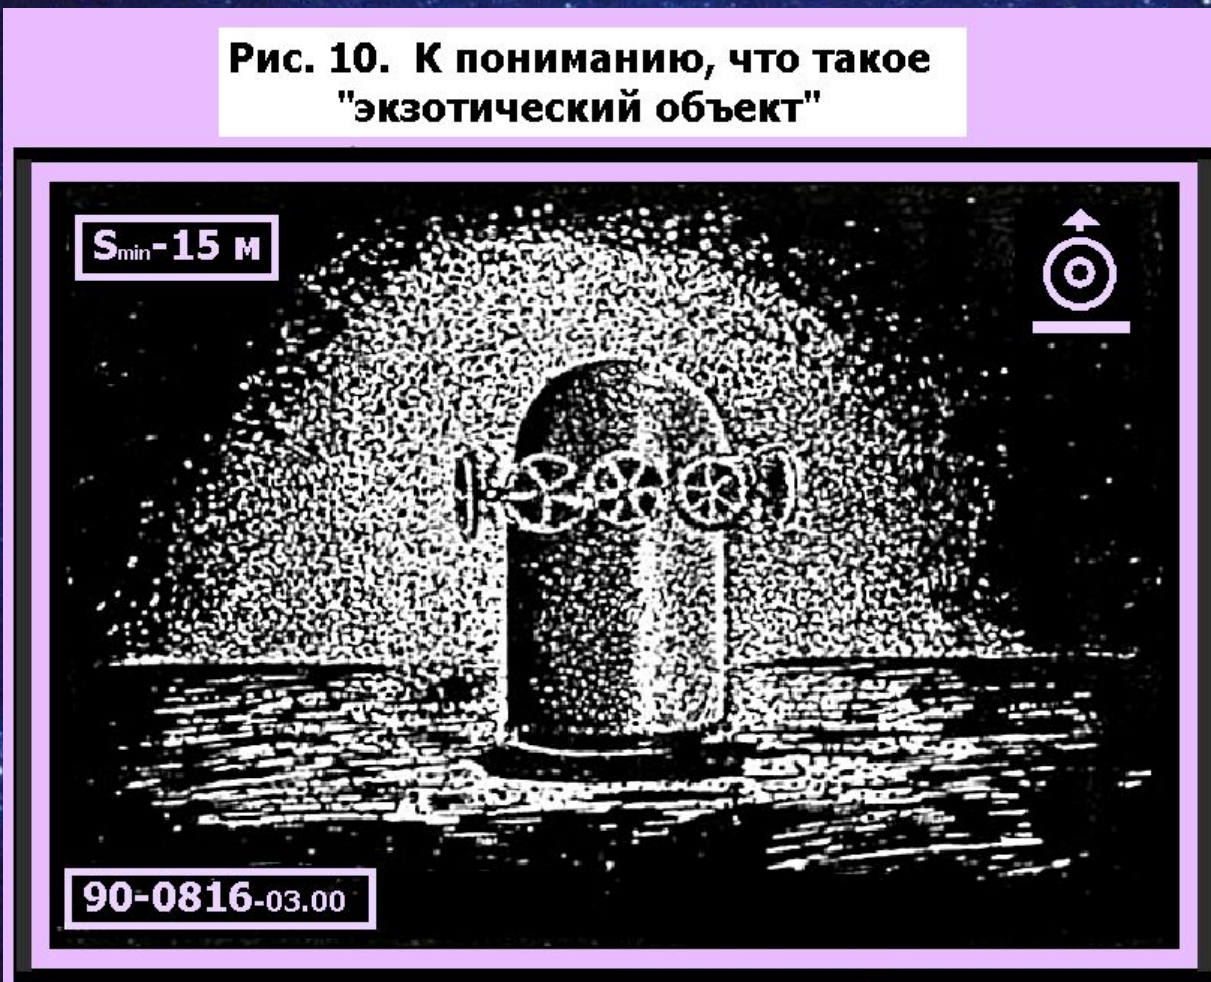 Рис. 10. К пониманию, что такое
"экзотический объект"
Smin-15 м
90-0816-03.00